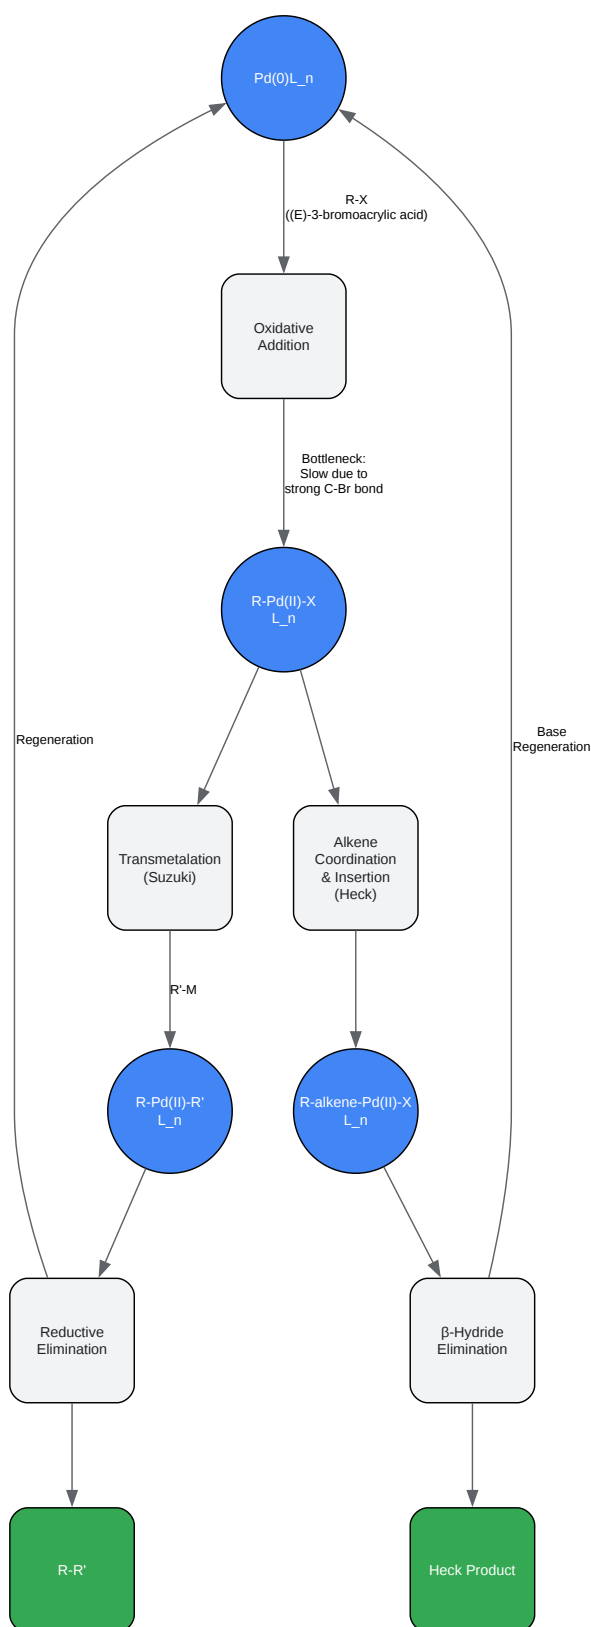 Pd(0)L_n
R-X
((E)-3-bromoacrylic acid)
Oxidative
Addition
Bottleneck:
Slow due to
strong C-Br bond
R-Pd(II)-X
L_n
Regeneration
Base
Regeneration
Transmetalation
(Suzuki)
Alkene
Coordination
& Insertion
(Heck)
R'-M
R-Pd(II)-R'
L_n
R-alkene-Pd(II)-X
L_n
Reductive
Elimination
β-Hydride
Elimination
R-R'
Heck Product